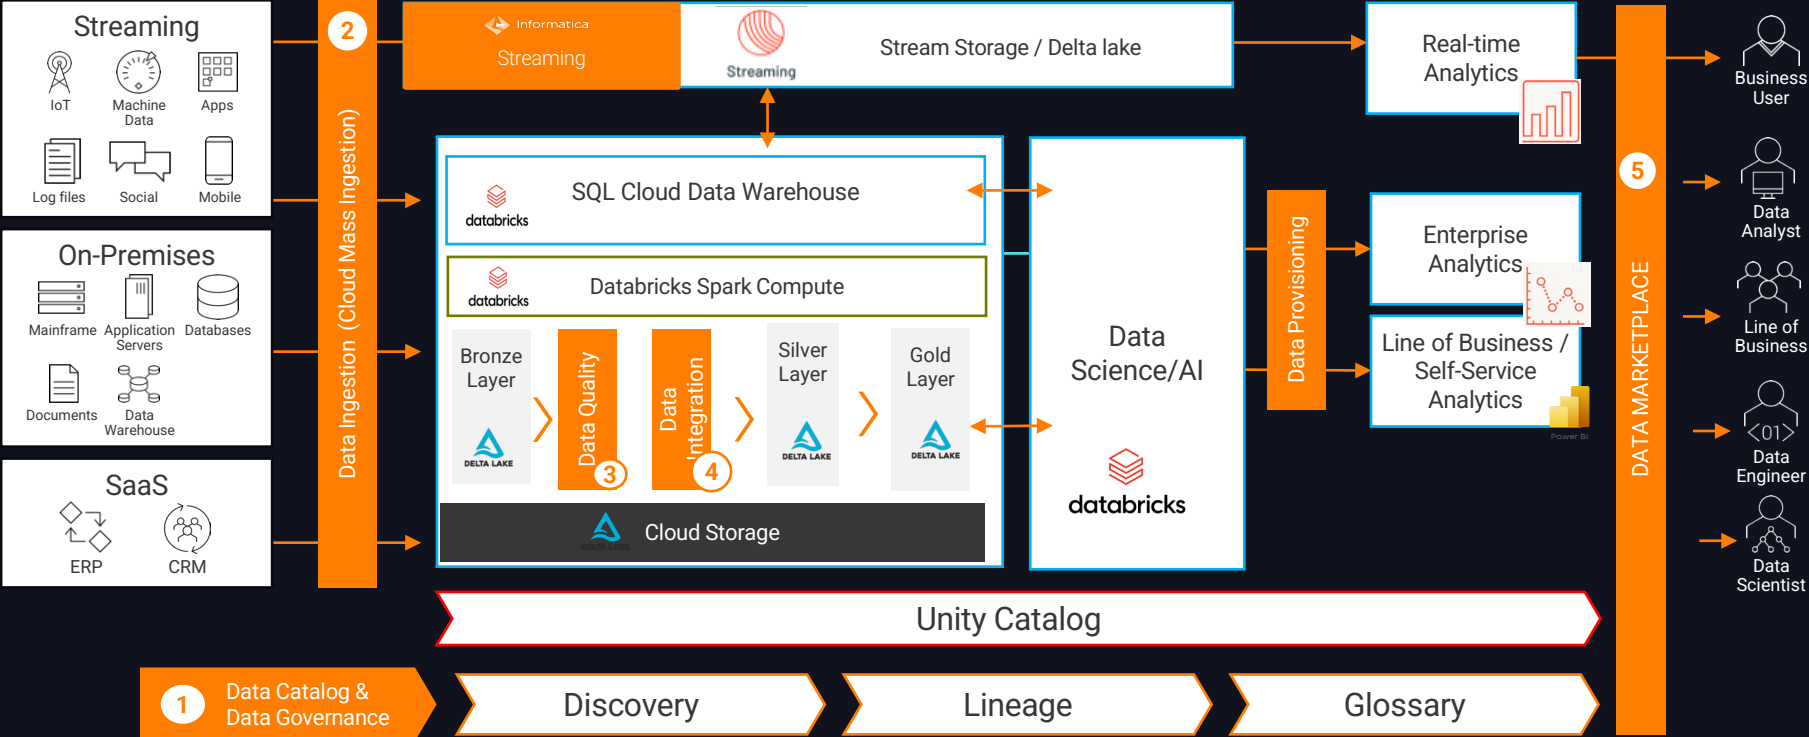 Streaming
IoT
Machine
Data
Apps
Log files
Social
Mobile
On-Premises
Mainframe
Application
Servers
Databases
Documents
Data
Warehouse
SaaS
ERP
CRM
2
Data Ingestion (Cloud Mass Ingestion)
Informatica
Streaming
Streaming
Stream Storage / Delta lake
databricks
SQL Cloud Data Warehouse
databricks
Databricks Spark Compute
Bronze
Layer
DELTA LAKE
Data Quality
3
Data
Integration
4
Silver
Layer
DELTA LAKE
Gold
Layer
DELTA LAKE
DELTA LAKE
Cloud Storage
Data
Science/AI
databricks
Data Provisioning
Real-time
Analytics
Enterprise
Analytics
Line of Business /
Self-Service
Analytics
Power BI
5
DATA MARKETPLACE
Business
User
Data
Analyst
Line of
Business
<01>
Data
Engineer
Data
Scientist
Unity Catalog
1
Data Catalog &
Data Governance
Discovery
Lineage
Glossary